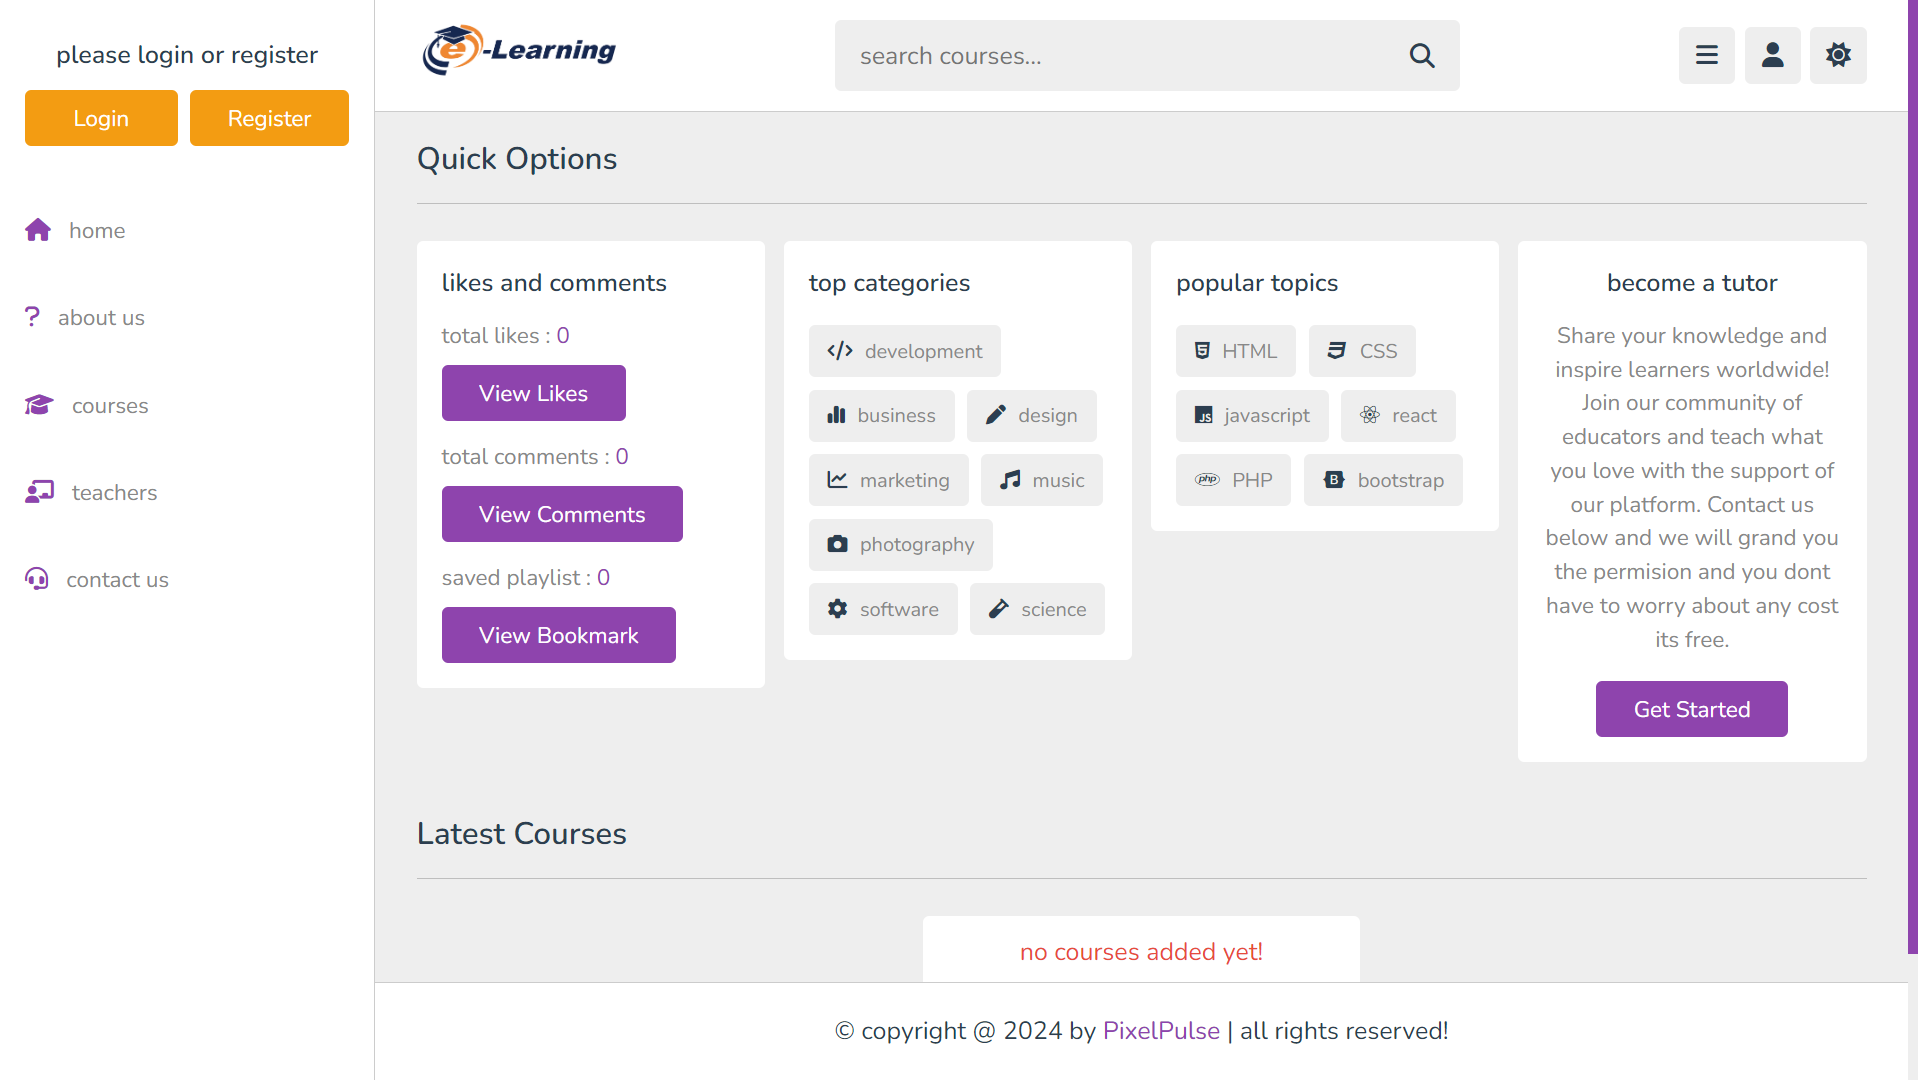 please login or register
Login
Register
home
about us
courses
teachers
contact us
e-Learning
search courses...
Quick Options
likes and comments
total likes : 0
View Likes
total comments : 0
View Comments
saved playlist : 0
View Bookmark
top categories
development
business
design
marketing
music
photography
software
science
popular topics
HTML
CSS
javascript
react
PHP
bootstrap
become a tutor
Share your knowledge and
inspire learners worldwide!
Join our community of
educators and teach what
you love with the support of
our platform. Contact us
below and we will grand you
the permision and you dont
have to worry about any cost
its free.
Get Started
Latest Courses
no courses added yet!
© copyright @ 2024 by PixelPulse | all rights reserved!